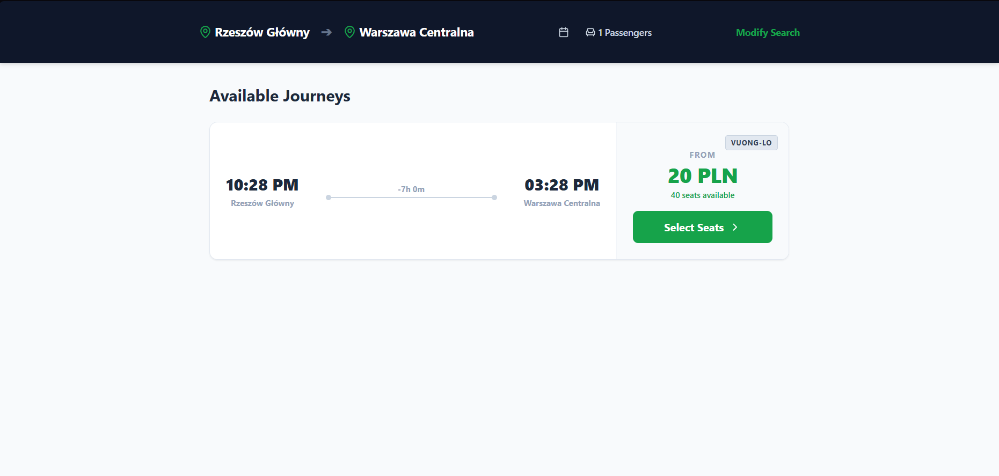 Rzeszów Główny → Warszawa Centralna
1 Passengers
Modify Search
Available Journeys
10:28 PM
Rzeszów Główny
-7h 0m
03:28 PM
Warszawa Centralna
VUONG-LO
FROM
20 PLN
40 seats available
Select Seats